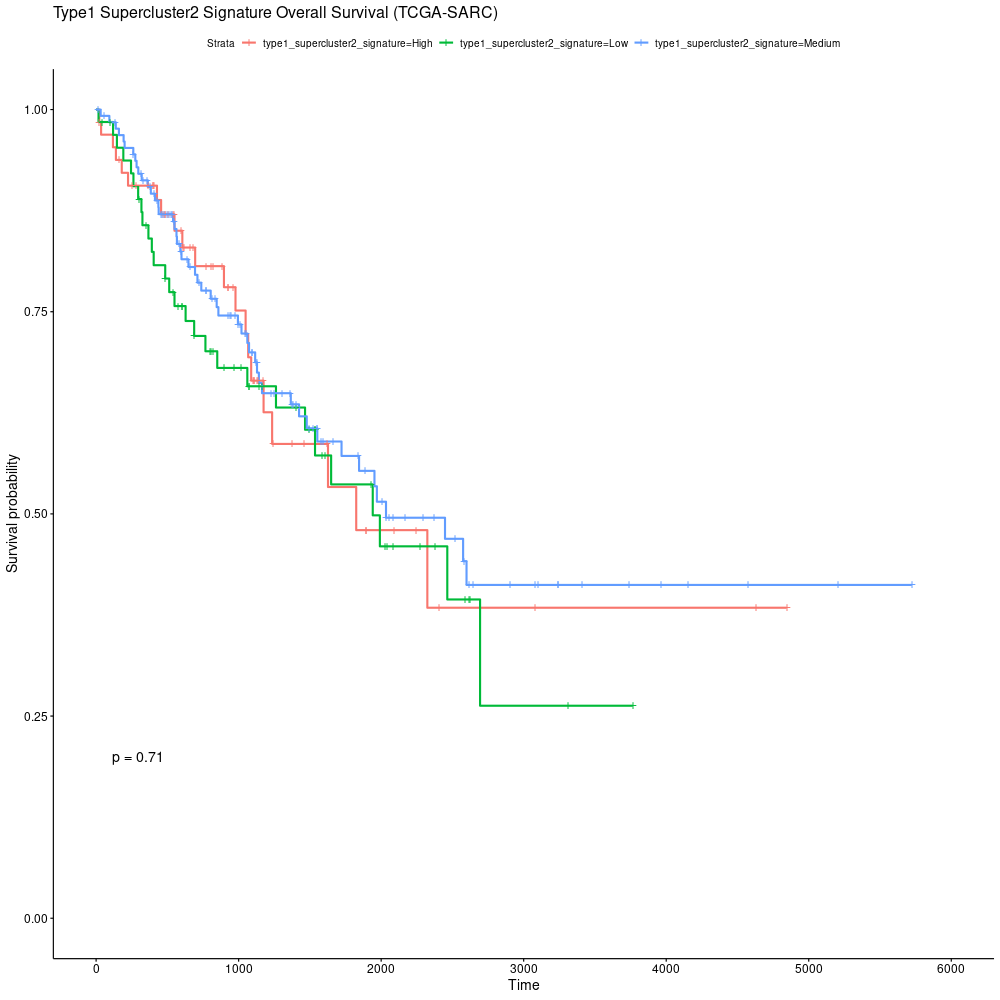 Type1 Supercluster2 Signature Overall Survival (TCGA-SARC)
Strata type1_supercluster2_signature=High type1_supercluster2_signature=Low type1_supercluster2_signature=Medium
1.00
0.75
0.50
0.25
0.00
Survival probability
p = 0.71
0 1000 2000 3000 4000 5000 6000
Time